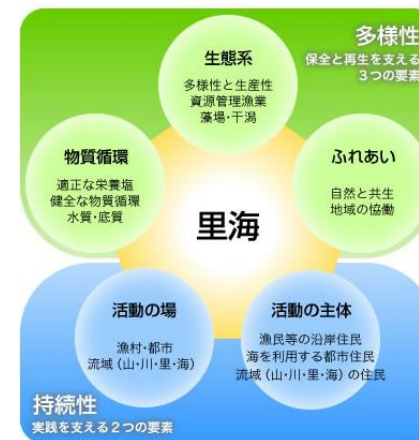 多様性
保全と再生を支える
3つの要素
生態系
多様性と生産性
資源管理漁業
藻場・干潟
物質循環
適正な栄養塩
健全な物質循環
水質・底質
ふれあい
自然と共生
地域の恊働
里海
活動の場
漁村・都市
流域（山・川・里・海）
活動の主体
漁民等の沿岸住民
海を利用する都市住民
流域（山・川・里・海）の住民
持続性
実践を支える2つの要素